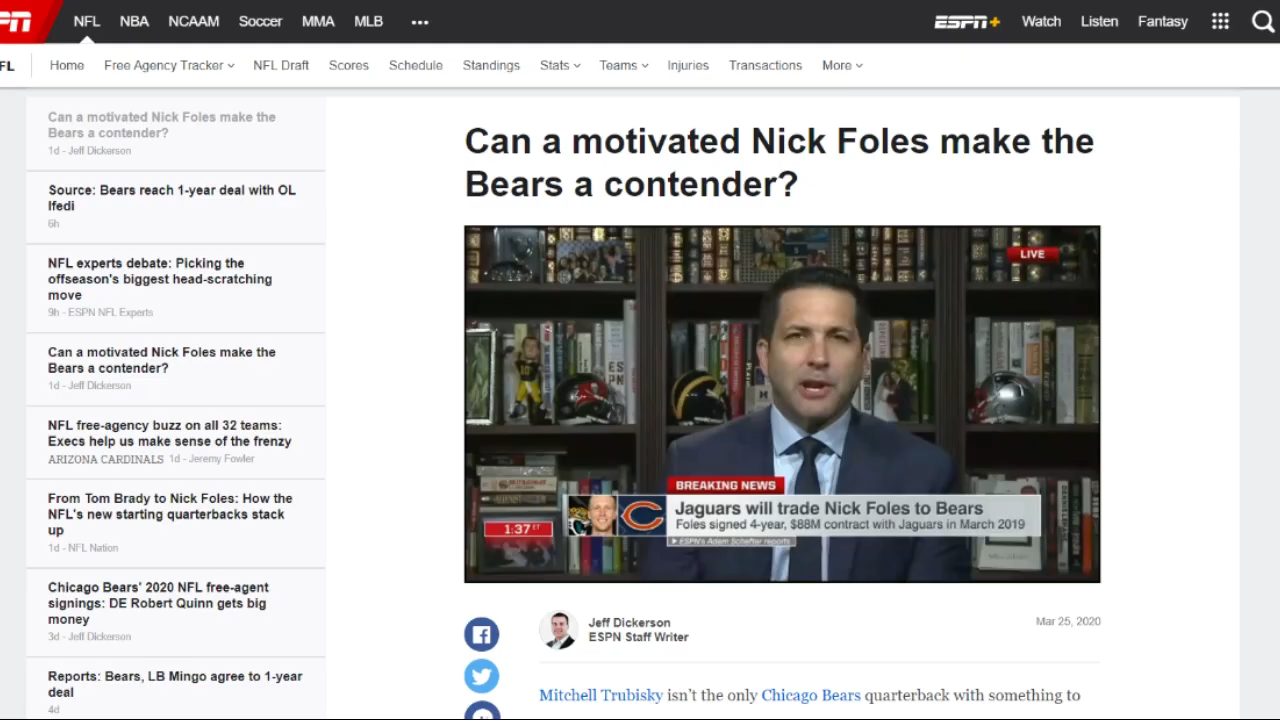 NFL NBA NCAAM Soccer MMA MLB ••• ESPN+ Watch Listen Fantasy
FL Home Free Agency Tracker NFL Draft Scores Schedule Standings Stats Teams Injuries Transactions More
Can a motivated Nick Foles make the
Bears a contender?
1d - Jeff Dickerson
Source: Bears reach 1-year deal with OL
Ifedi
6h
NFL experts debate: Picking the
offseason's biggest head-scratching
move
9h - ESPN NFL Experts
Can a motivated Nick Foles make the
Bears a contender?
1d - Jeff Dickerson
NFL free-agency buzz on all 32 teams:
Execs help us make sense of the frenzy
ARIZONA CARDINALS 1d - Jeremy Fowler
From Tom Brady to Nick Foles: How the
NFL's new starting quarterbacks stack
up
1d - NFL Nation
Chicago Bears' 2020 NFL free-agent
signings: DE Robert Quinn gets big
money
3d - Jeff Dickerson
Reports: Bears, LB Mingo agree to 1-year
deal
4d
Can a motivated Nick Foles make the
Bears a contender?
LIVE
BREAKING NEWS
Jaguars will trade Nick Foles to Bears
Foles signed 4-year, $88M contract with Jaguars in March 2019
1:37 ET
ESPN's Adam Schefter reports
Jeff Dickerson
ESPN Staff Writer
Mar 25, 2020
Mitchell Trubisky isn't the only Chicago Bears quarterback with something to